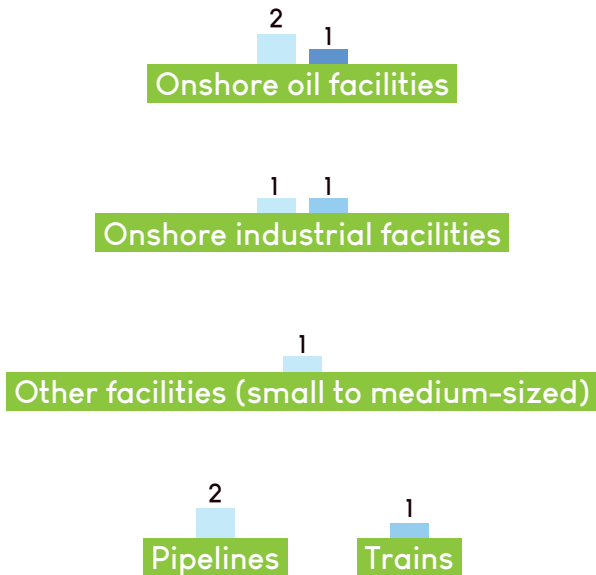 2 1
Onshore oil facilities
1 1
Onshore industrial facilities
1
Other facilities (small to medium-sized)
2 1
Pipelines Trains